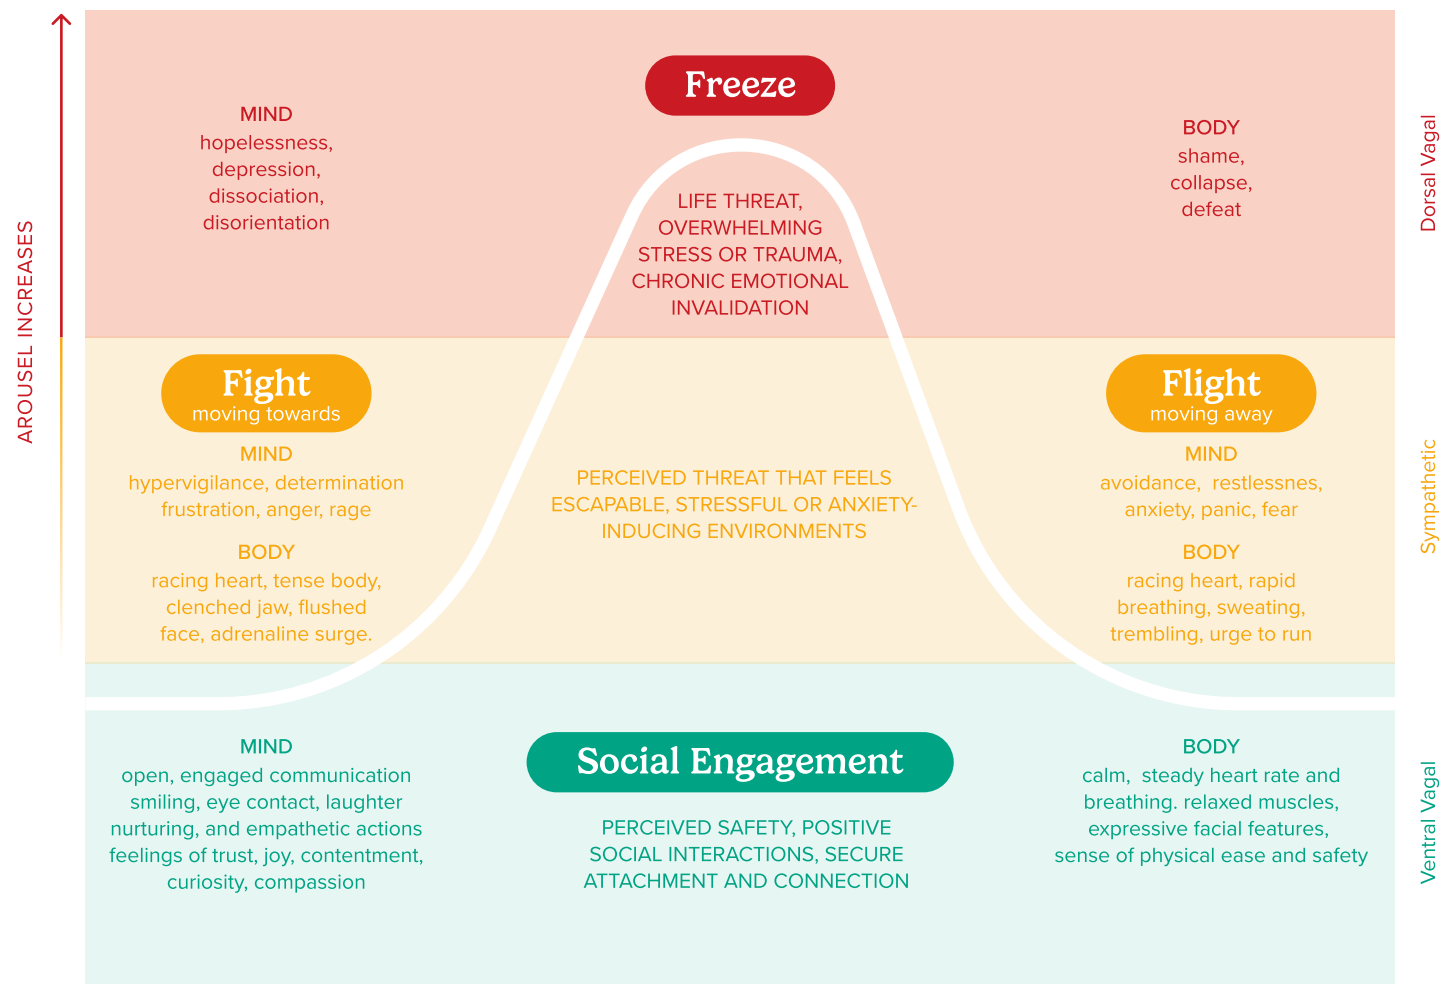 AROUSEL INCREASES
Freeze
MIND
hopelessness,
depression,
dissociation,
disorientation
LIFE THREAT,
OVERWHELMING
STRESS OR TRAUMA,
CHRONIC EMOTIONAL
INVALIDATION
BODY
shame,
collapse,
defeat
Dorsal Vagal
Fight
moving towards
MIND
hypervigilance, determination
frustration, anger, rage
BODY
racing heart, tense body,
clenched jaw, flushed
face, adrenaline surge.
PERCEIVED THREAT THAT FEELS
ESCAPABLE, STRESSFUL OR ANXIETY-
INDUCING ENVIRONMENTS
Flight
moving away
MIND
avoidance, restlessnes,
anxiety, panic, fear
BODY
racing heart, rapid
breathing, sweating,
trembling, urge to run
Sympathetic
MIND
open, engaged communication
smiling, eye contact, laughter
nurturing, and empathetic actions
feelings of trust, joy, contentment,
curiosity, compassion
Social Engagement
PERCEIVED SAFETY, POSITIVE
SOCIAL INTERACTIONS, SECURE
ATTACHMENT AND CONNECTION
BODY
calm, steady heart rate and
breathing. relaxed muscles,
expressive facial features,
sense of physical ease and safety
Ventral Vagal